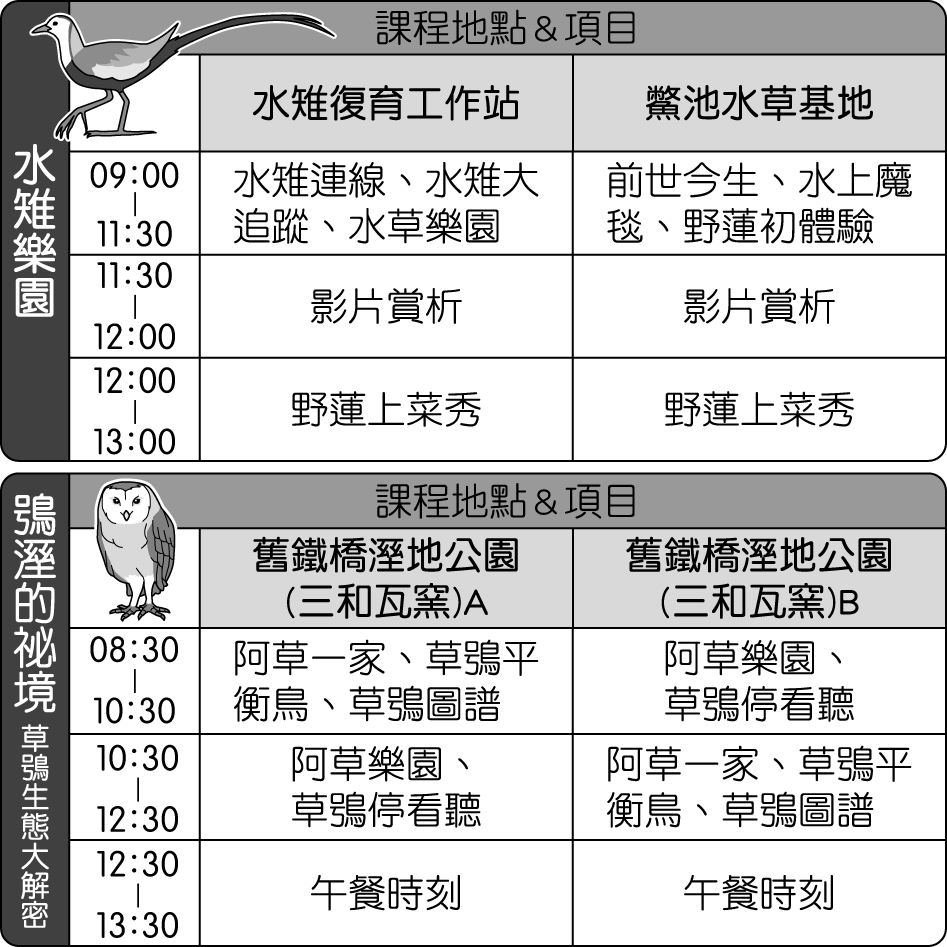 水雉樂園
課程地點＆項目
水雉復育工作站
鱉池水草基地
09:00
|
11:30
水雉連線、水雉大
追蹤、水草樂園
前世今生、水上魔
毯、野蓮初體驗
11:30
|
12:00
影片賞析
影片賞析
12:00
|
13:00
野蓮上菜秀
野蓮上菜秀
鴞溼的祕境
草鴞生態大解密
課程地點＆項目
舊鐵橋溼地公園
(三和瓦窯)A
舊鐵橋溼地公園
(三和瓦窯)B
08:30
|
10:30
阿草一家、草鴞平
衡鳥、草鴞圖譜
阿草樂園、
草鴞停看聽
10:30
|
12:30
阿草樂園、
草鴞停看聽
阿草一家、草鴞平
衡鳥、草鴞圖譜
12:30
|
13:30
午餐時刻
午餐時刻